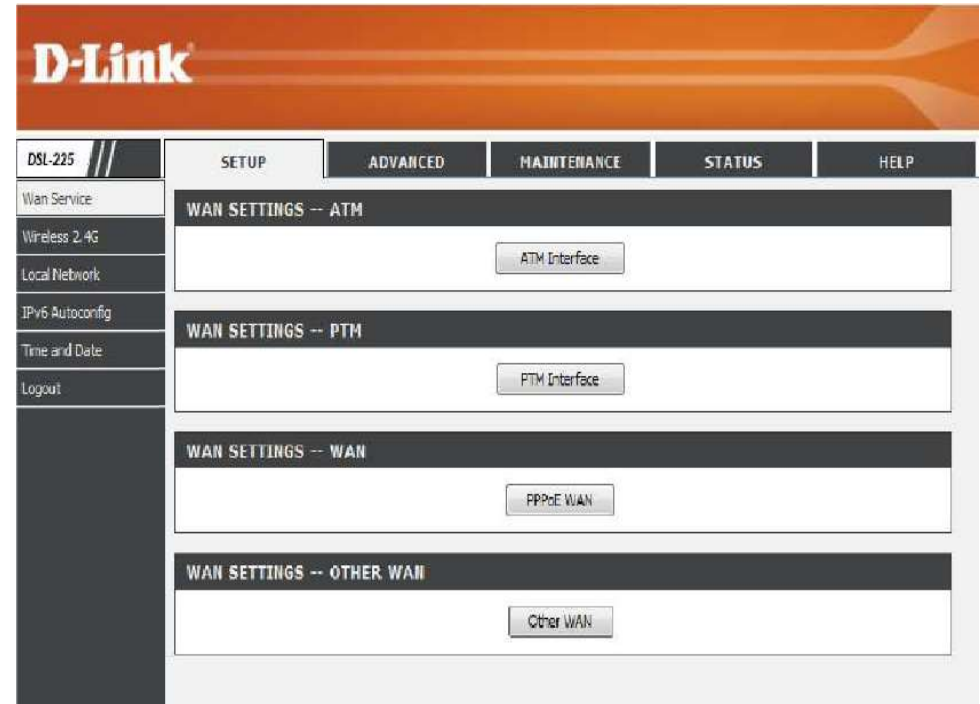 D-Link
DSL-225
SETUP
ADVANCED
MAINTENANCE
STATUS
HELP
Wan Service
Wireless 2.4G
Local Network
IPv6 Autoconfig
Time and Date
Logout
WAN SETTINGS -- ATM
ATM Interface
WAN SETTINGS -- PTM
PTM Interface
WAN SETTINGS -- WAN
PPPoE WAN
WAN SETTINGS -- OTHER WAN
Other WAN